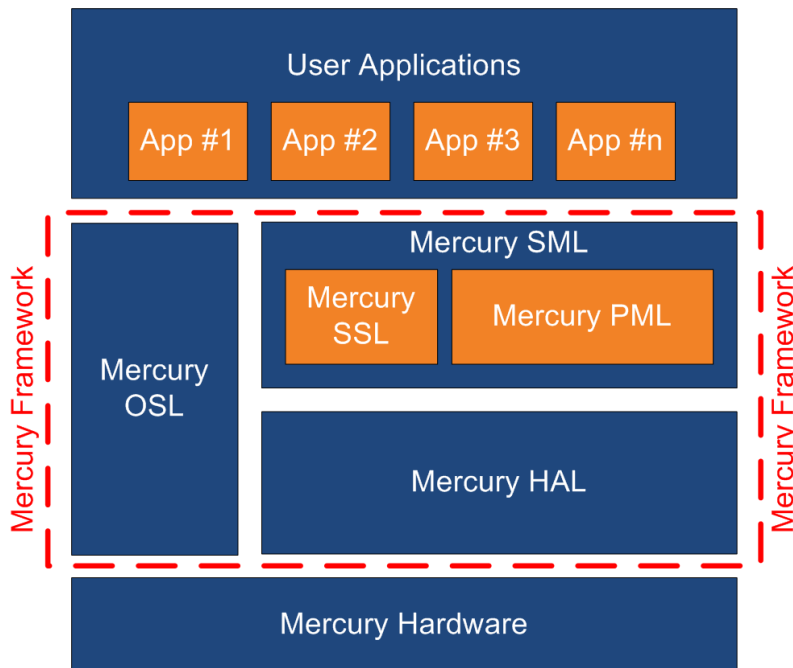 User Applications
App #1
App #2
App #3
App #n
Mercury Framework
Mercury
OSL
Mercury SML
Mercury
SSL
Mercury PML
Mercury HAL
Mercury Framework
Mercury Hardware